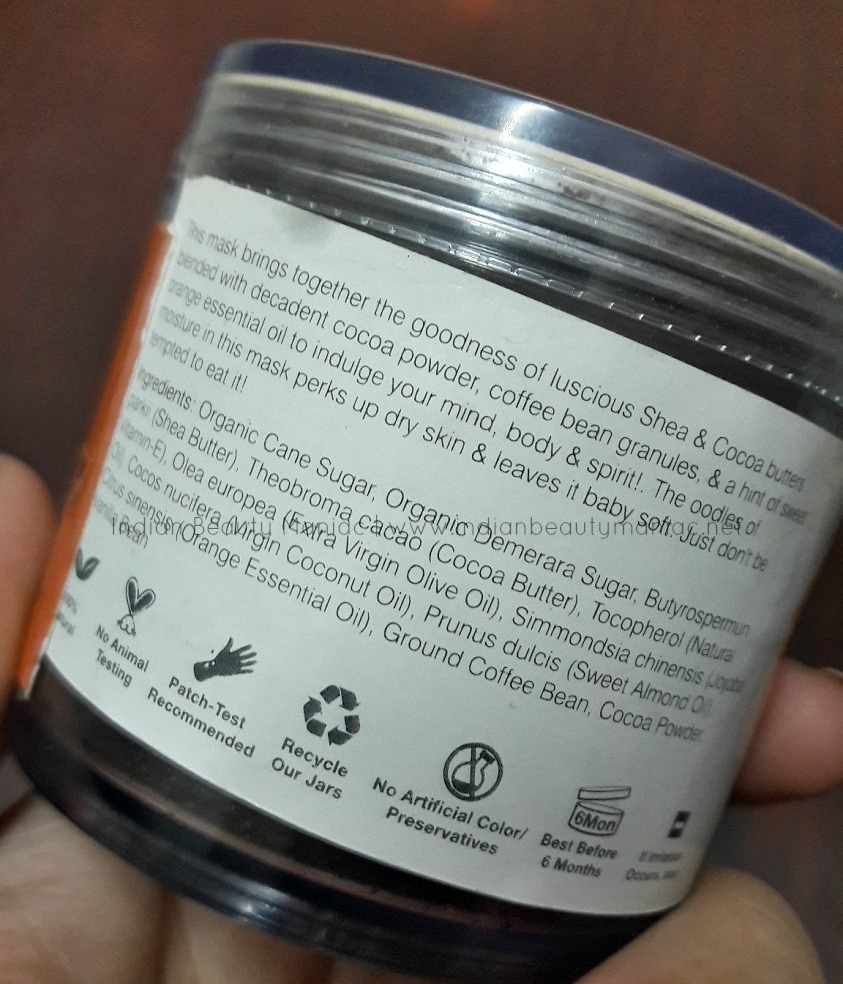 This mask brings together the goodness of luscious Shea & Cocoa butters
blended with decadent cocoa powder, coffee bean granules, & a hint of sweet
orange essential oil to indulge your mind, body & spirit!. The oodles of
moisture in this mask perks up dry skin & leaves it baby soft. Just don't be
tempted to eat it!
Ingredients: Organic Cane Sugar, Organic Demerara Sugar, Butyrospermun
parkii (Shea Butter), Theobroma cacao (Cocoa Butter), Tocopherol (Natural
Vitamin-E), Olea europea (Extra Virgin Olive Oil), Simmondsia chinensis (Jojoba
Oil), Cocos nucifera (Virgin Coconut Oil), Prunus dulcis (Sweet Almond Oil),
Citrus sinensis (Orange Essential Oil), Ground Coffee Bean, Cocoa Powder,
Vanilla Bean
Indian Beauty Maniac | www.indianbeautymaniac.net
No Animal
Testing
Patch-Test
Recommended
Recycle
Our Jars
No Artificial Color/
Preservatives
6Mon
Best Before
6 Months
If Irritation
Occurs,